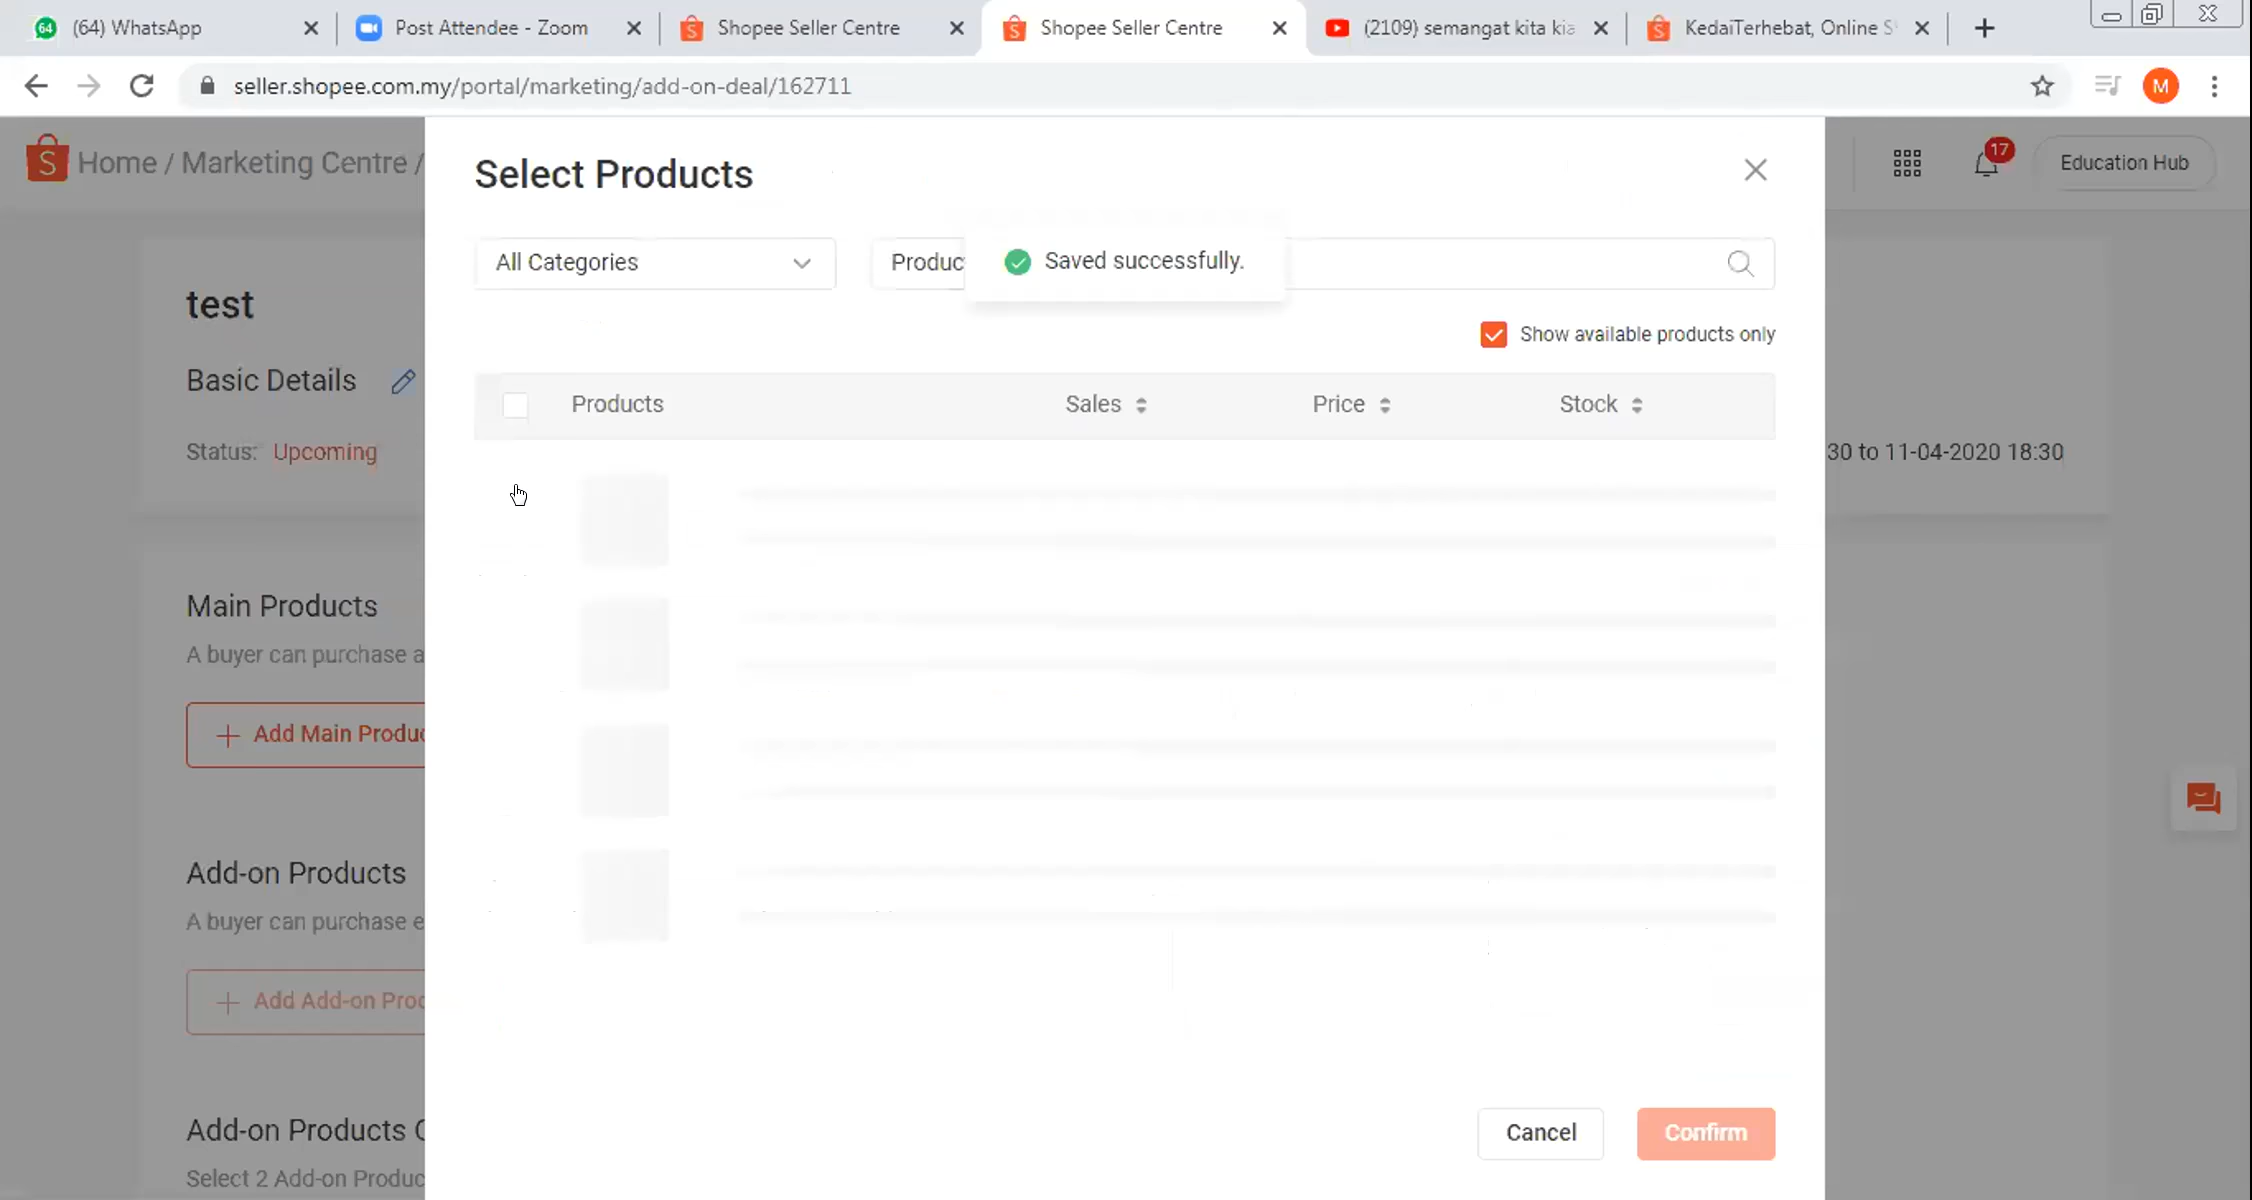 64
(64) WhatsApp
Post Attendee - Zoom
Shopee Seller Centre
Shopee Seller Centre
(2109) semangat kita kia
KedaiTerhebat, Online S
seller.shopee.com.my/portal/marketing/add-on-deal/162711
M
S
Home / Marketing Centre /
17
Education Hub
Select Products
All Categories
Produc
Saved successfully.
Show available products only
Products
Sales
Price
Stock
test
Basic Details
Status: Upcoming
30 to 11-04-2020 18:30
Main Products
A buyer can purchase a
+ Add Main Produc
Add-on Products
A buyer can purchase e
+ Add Add-on Proc
Add-on Products
Select 2 Add-on Produc
Cancel
Confirm